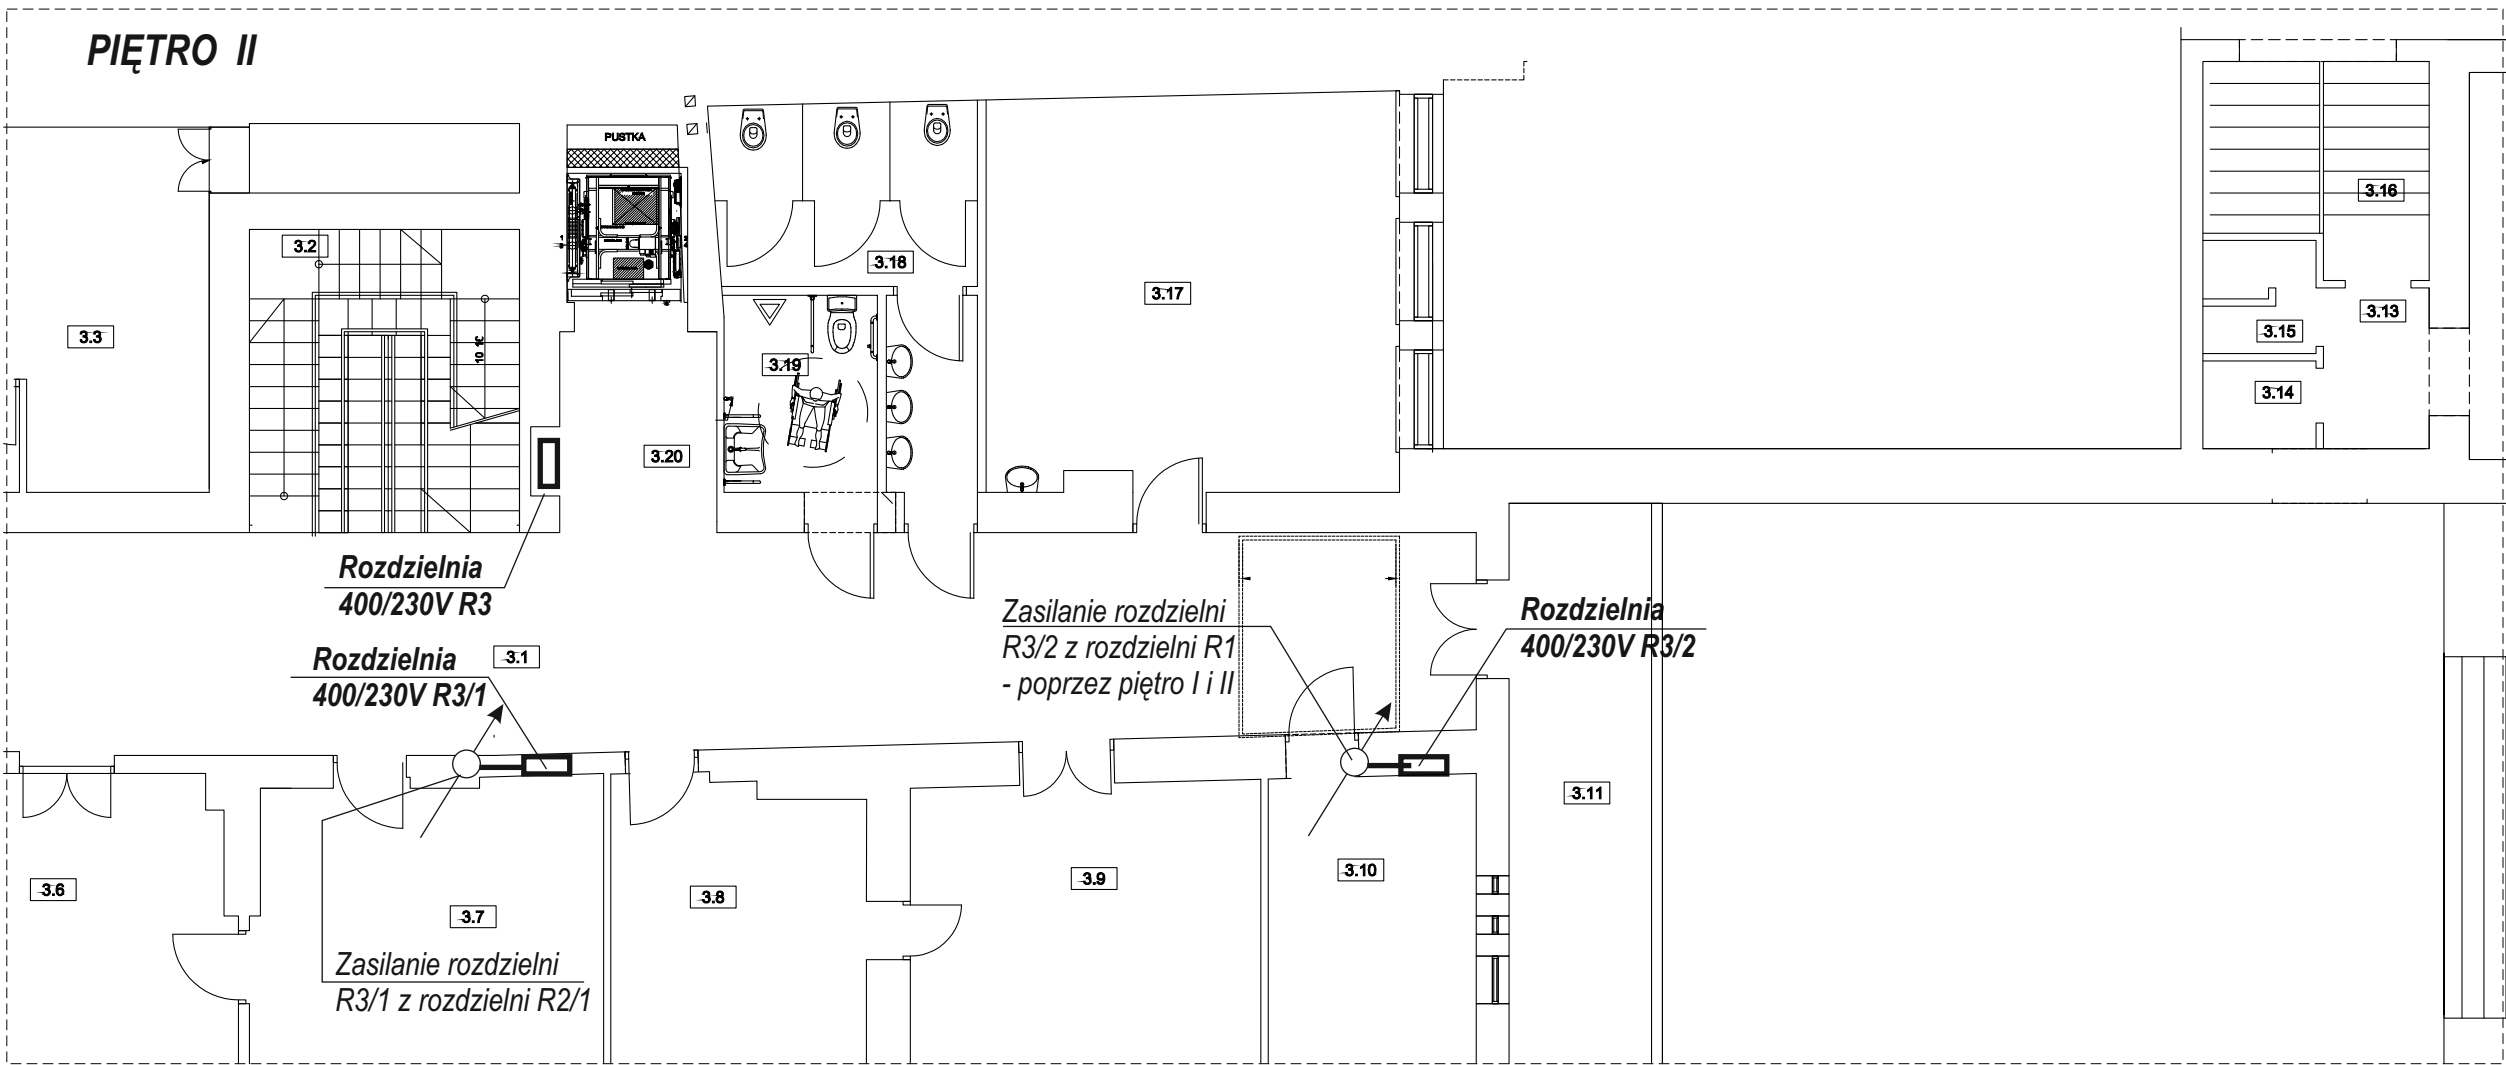 PIĘTRO II
PUSTKA
3.16
3.2
3.18
3.17
3.3
3.13
3.15
3.19
3.14
10 16
3.20
Rozdzielnia
400/230V R3
Zasilanie rozdzielni
R3/2 z rozdzielni R1
- poprzez piętro I i II
Rozdzielnia
400/230V R3/2
Rozdzielnia
400/230V R3/1
3.1
3.11
3.6
3.7
3.8
3.9
3.10
Zasilanie rozdzielni
R3/1 z rozdzielni R2/1